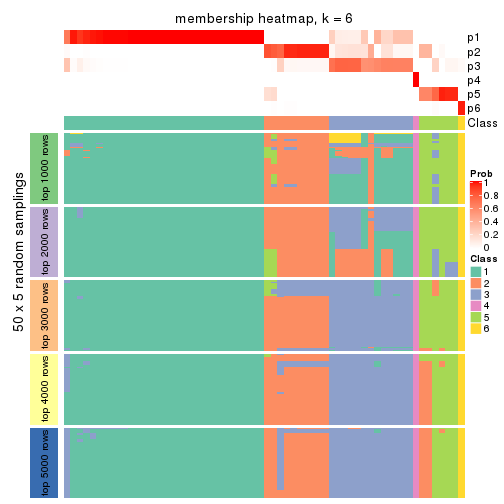 membership heatmap, k = 6
p1
p2
p3
p4
p5
p6
Class
50 x 5 random samplings
top 1000 rows
top 2000 rows
top 3000 rows
top 4000 rows
top 5000 rows
Prob
1
0.8
0.6
0.4
0.2
0
Class
1
2
3
4
5
6